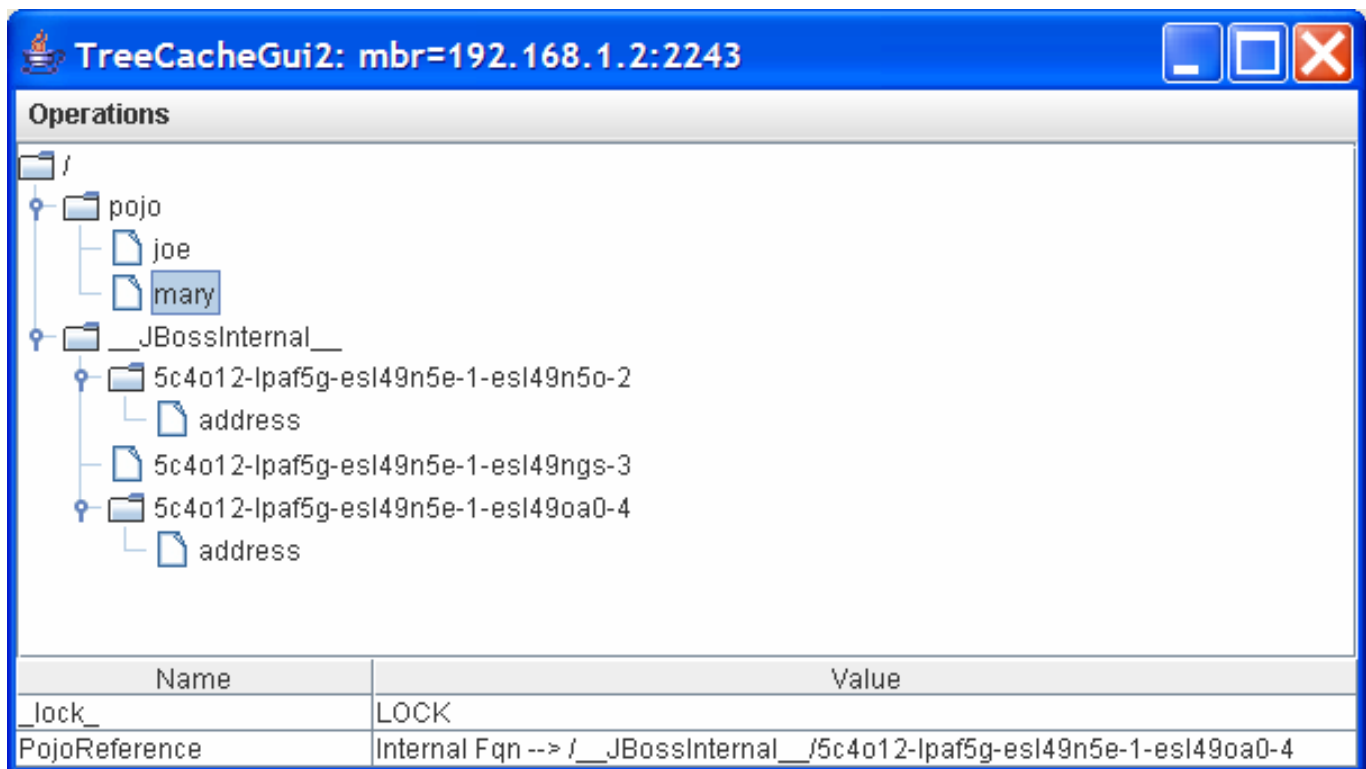 TreeCacheGui2: mbr=192.168.1.2:2243
Operations
/
pojo
joe
mary
__JBossInternal__
5c4o12-lpaf5g-esl49n5e-1-esl49n5o-2
address
5c4o12-lpaf5g-esl49n5e-1-esl49ngs-3
5c4o12-lpaf5g-esl49n5e-1-esl49oa0-4
address
Name Value
_lock_ LOCK
PojoReference Internal Fqn --> /__JBossInternal__/5c4o12-lpaf5g-esl49n5e-1-esl49oa0-4